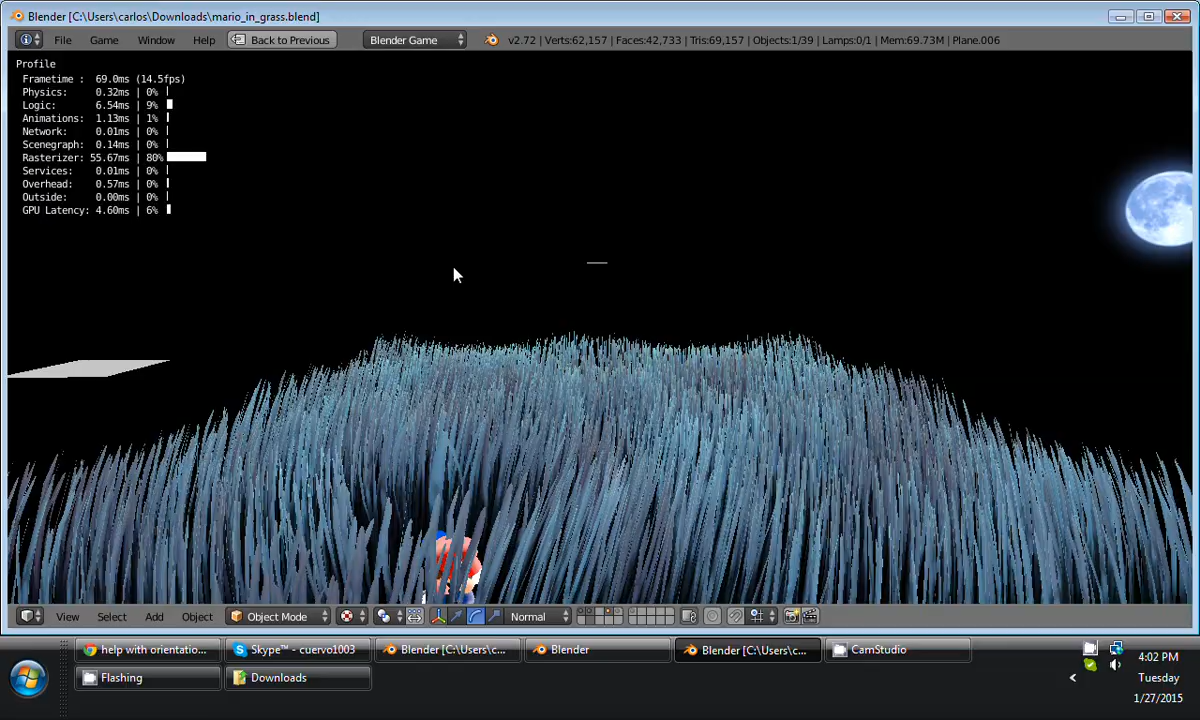 Blender [C:\Users\carlos\Downloads\mario_in_grass.blend]
File Game Window Help Back to Previous Blender Game v2.72 | Verts:62,157 | Faces:42,733 | Tris:69,157 | Objects:1/39 | Lamps:0/1 | Mem:69.73M | Plane.006
Profile
Frametime : 69.0ms (14.5fps)
Physics: 0.32ms | 0%
Logic: 6.54ms | 9%
Animations: 1.13ms | 1%
Network: 0.01ms | 0%
Scenegraph: 0.14ms | 0%
Rasterizer: 55.67ms | 80%
Services: 0.01ms | 0%
Overhead: 0.57ms | 0%
Outside: 0.00ms | 0%
GPU Latency: 4.60ms | 6%
View Select Add Object Object Mode Normal
help with orientatio... Skype™ - cuervo1003 Blender [C:\Users\c... Blender Blender [C:\Users\c... CamStudio
Flashing Downloads
4:02 PM
Tuesday
1/27/2015